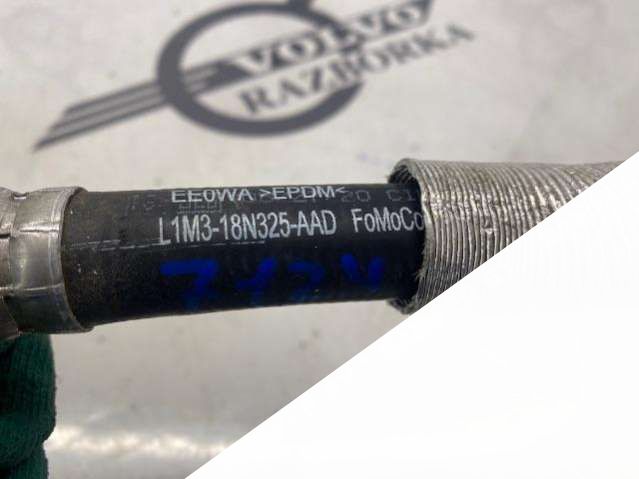 VOLVO
RAZBORKA
EE0WA >EPDM<
L1M3-18N325-AAD FoMoCo